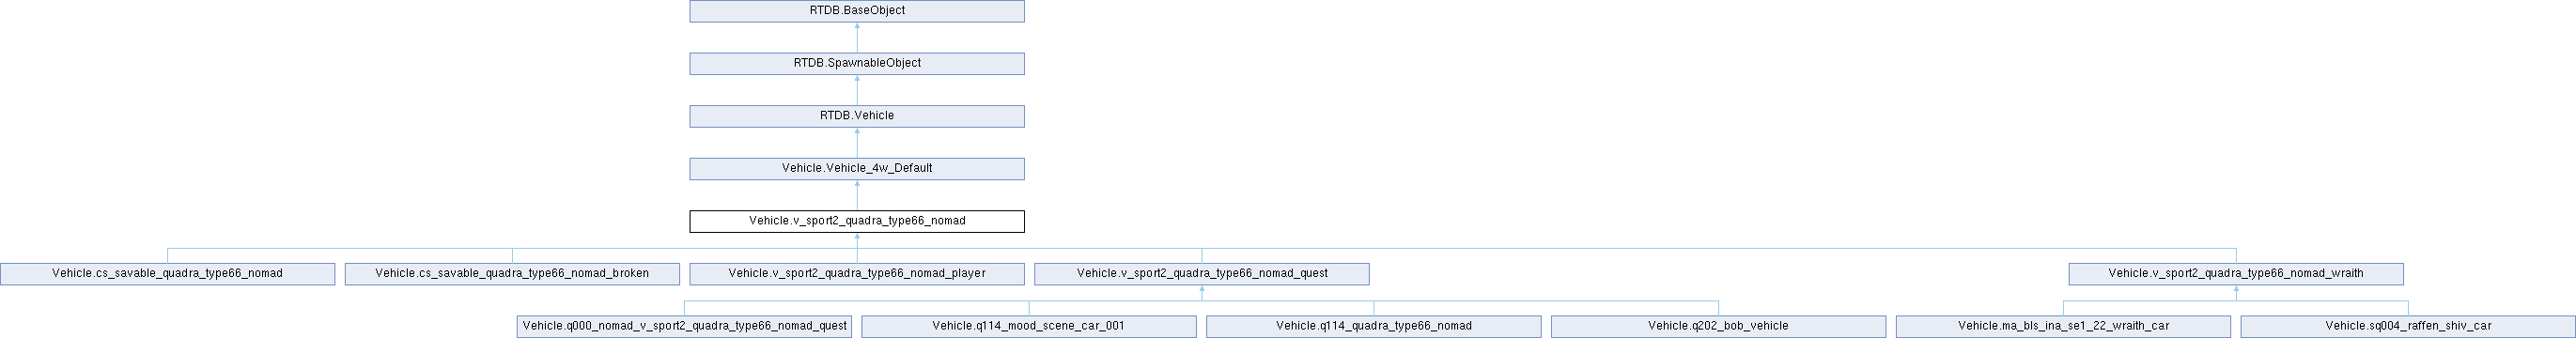 RTDB.BaseObject
RTDB.SpawnableObject
RTDB.Vehicle
Vehicle.Vehicle_4w_Default
Vehicle.v_sport2_quadra_type66_nomad
Vehicle.cs_savable_quadra_type66_nomad
Vehicle.cs_savable_quadra_type66_nomad_broken
Vehicle.v_sport2_quadra_type66_nomad_player
Vehicle.v_sport2_quadra_type66_nomad_quest
Vehicle.v_sport2_quadra_type66_nomad_wraith
Vehicle.q000_nomad_v_sport2_quadra_type66_nomad_quest
Vehicle.q114_mood_scene_car_001
Vehicle.q114_quadra_type66_nomad
Vehicle.q202_bob_vehicle
Vehicle.ma_bls_ina_se1_22_wraith_car
Vehicle.sq004_raffen_shiv_car